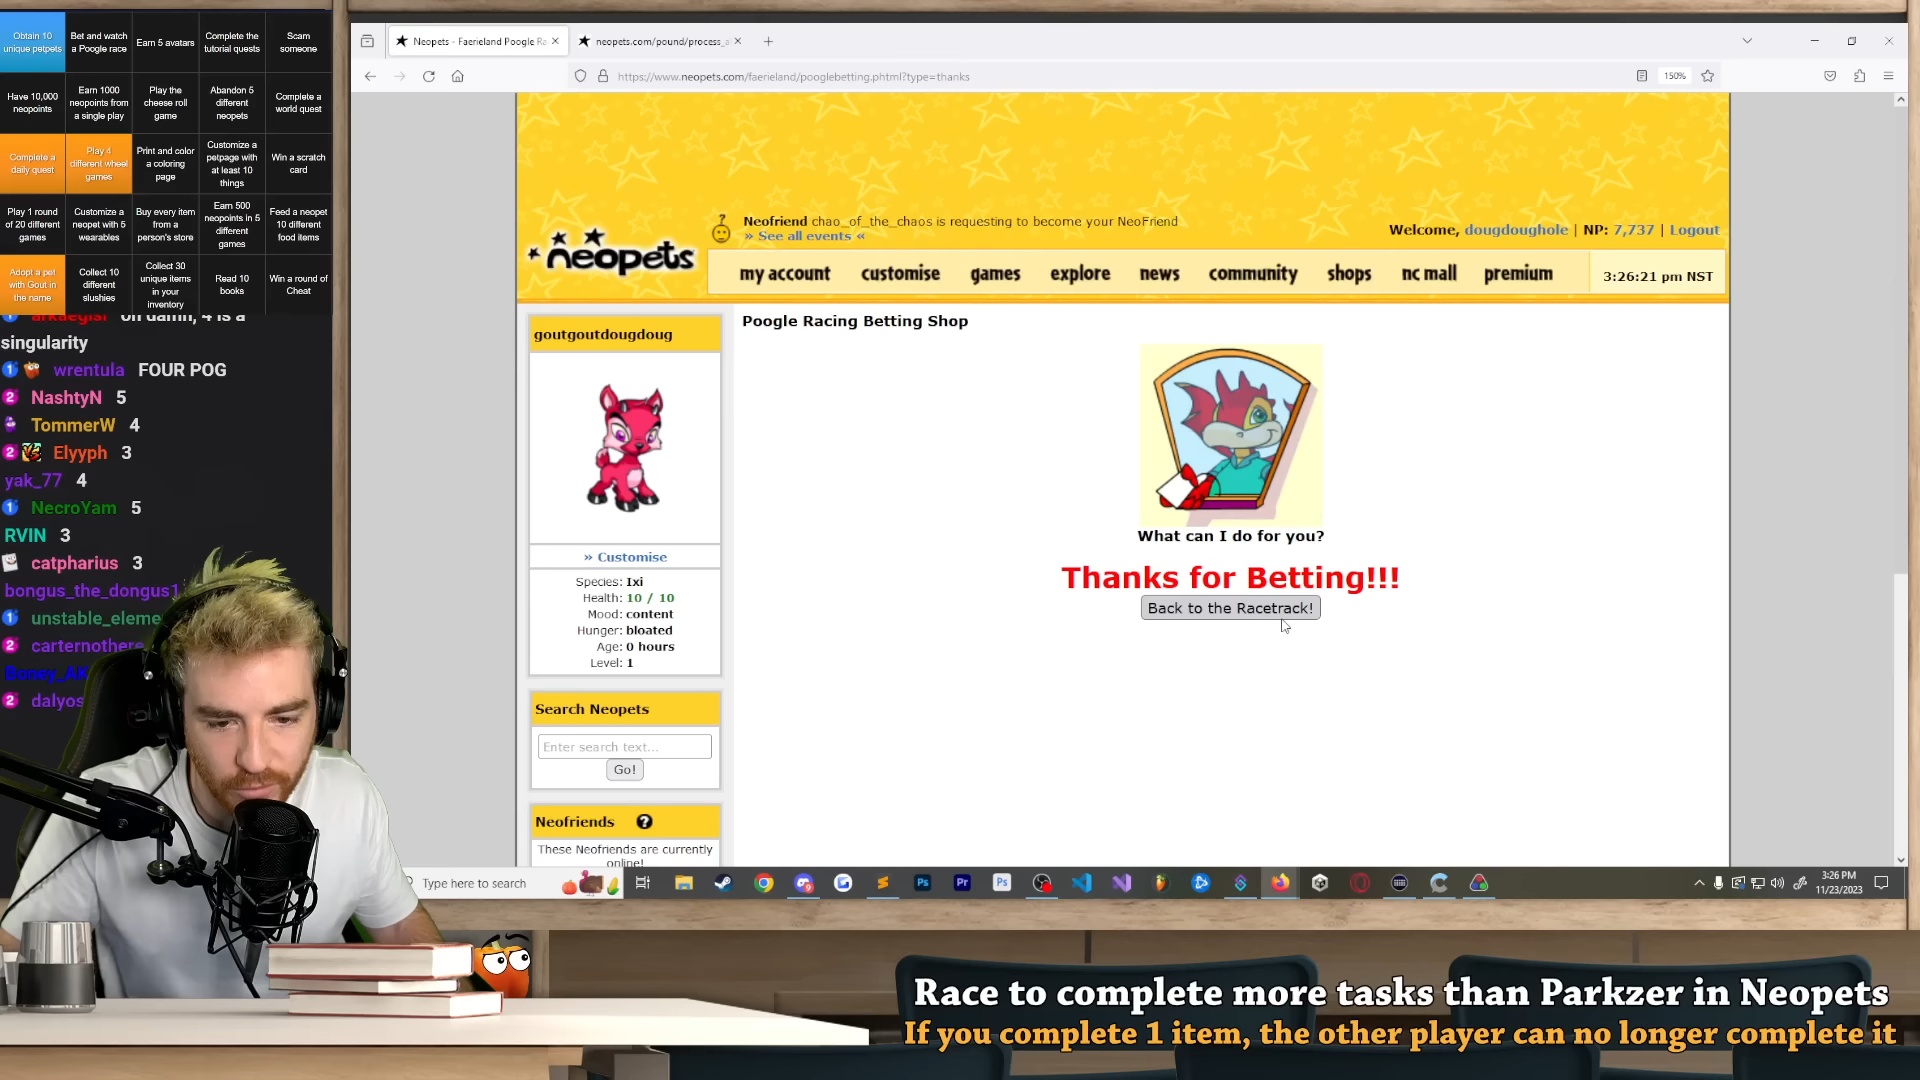 Obtain 10
unique petpets
Bet and watch
a Poogle race
Earn 5 avatars
Complete the
tutorial quests
Scam
someone
Have 10,000
neopoints
Earn 1000
neopoints from
a single play
Play the
cheese roll
game
Abandon 5
different
neopets
Complete a
world quest
Complete a
daily quest
Play 4
different wheel
games
Print and color
a coloring
page
Customize a
petpage with
at least 10
things
Win a scratch
card
Play 1 round
of 20 different
games
Customize a
neopet with 5
wearables
Buy every item
from a
person's store
Earn 500
neopoints in 5
different
games
Feed a neopet
10 different
food items
Adopt a pet
with Gout in
the name
Collect 10
different
slushies
Collect 30
unique items
in your
inventory
Read 10
books
Win a round of
Cheat
on damn, 4 is a
singularity
wrentula FOUR POG
NashtyN 5
TommerW 4
Elyyph 3
yak_77 4
NecroYam 5
RVIN 3
catpharius 3
bongus_the_dongus1
unstable_eleme
carternothere
Boney_AK
dalyos
Neopets - Faerieland Poogle Ra
neopets.com/pound/process_a
https://www.neopets.com/faerieland/pooglebetting.phtml?type=thanks
150%
Neofriend chao_of_the_chaos is requesting to become your NeoFriend
» See all events «
Welcome, dougdoughole | NP: 7,737 | Logout
neopets
my account customise games explore news community shops nc mall premium
3:26:21 pm NST
goutgoutdougdoug
» Customise
Species: Ixi
Health: 10 / 10
Mood: content
Hunger: bloated
Age: 0 hours
Level: 1
Search Neopets
Enter search text...
Go!
Neofriends ?
These Neofriends are currently
online!
Poogle Racing Betting Shop
What can I do for you?
Thanks for Betting!!!
Back to the Racetrack!
Type here to search
Ps
Pr
Ps
3:26 PM
11/23/2023
Race to complete more tasks than Parkzer in Neopets
If you complete 1 item, the other player can no longer complete it